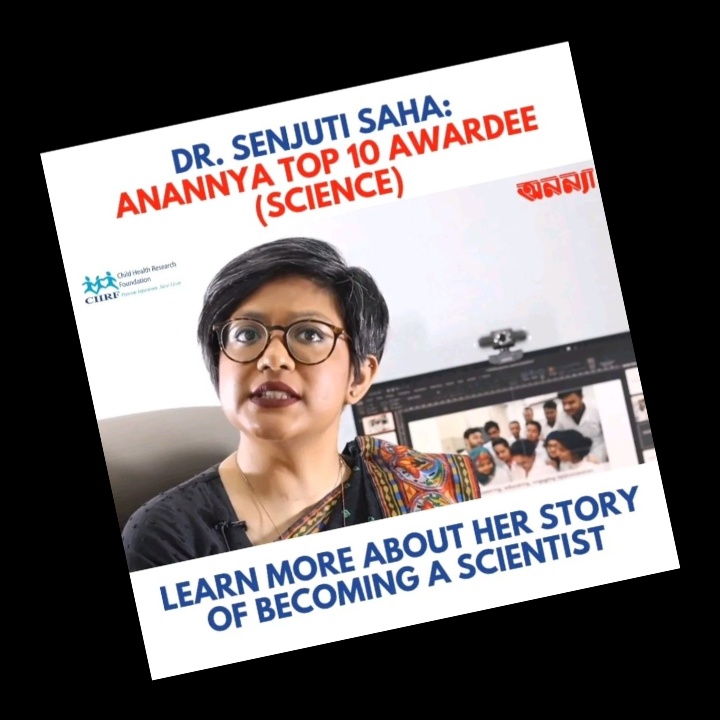 DR. SENJUTI SAHA:
ANANNYA TOP 10 AWARDEE
(SCIENCE)
অনন্যা
Child Health Research
Foundation
CHRF
LEARN MORE ABOUT HER STORY
OF BECOMING A SCIENTIST